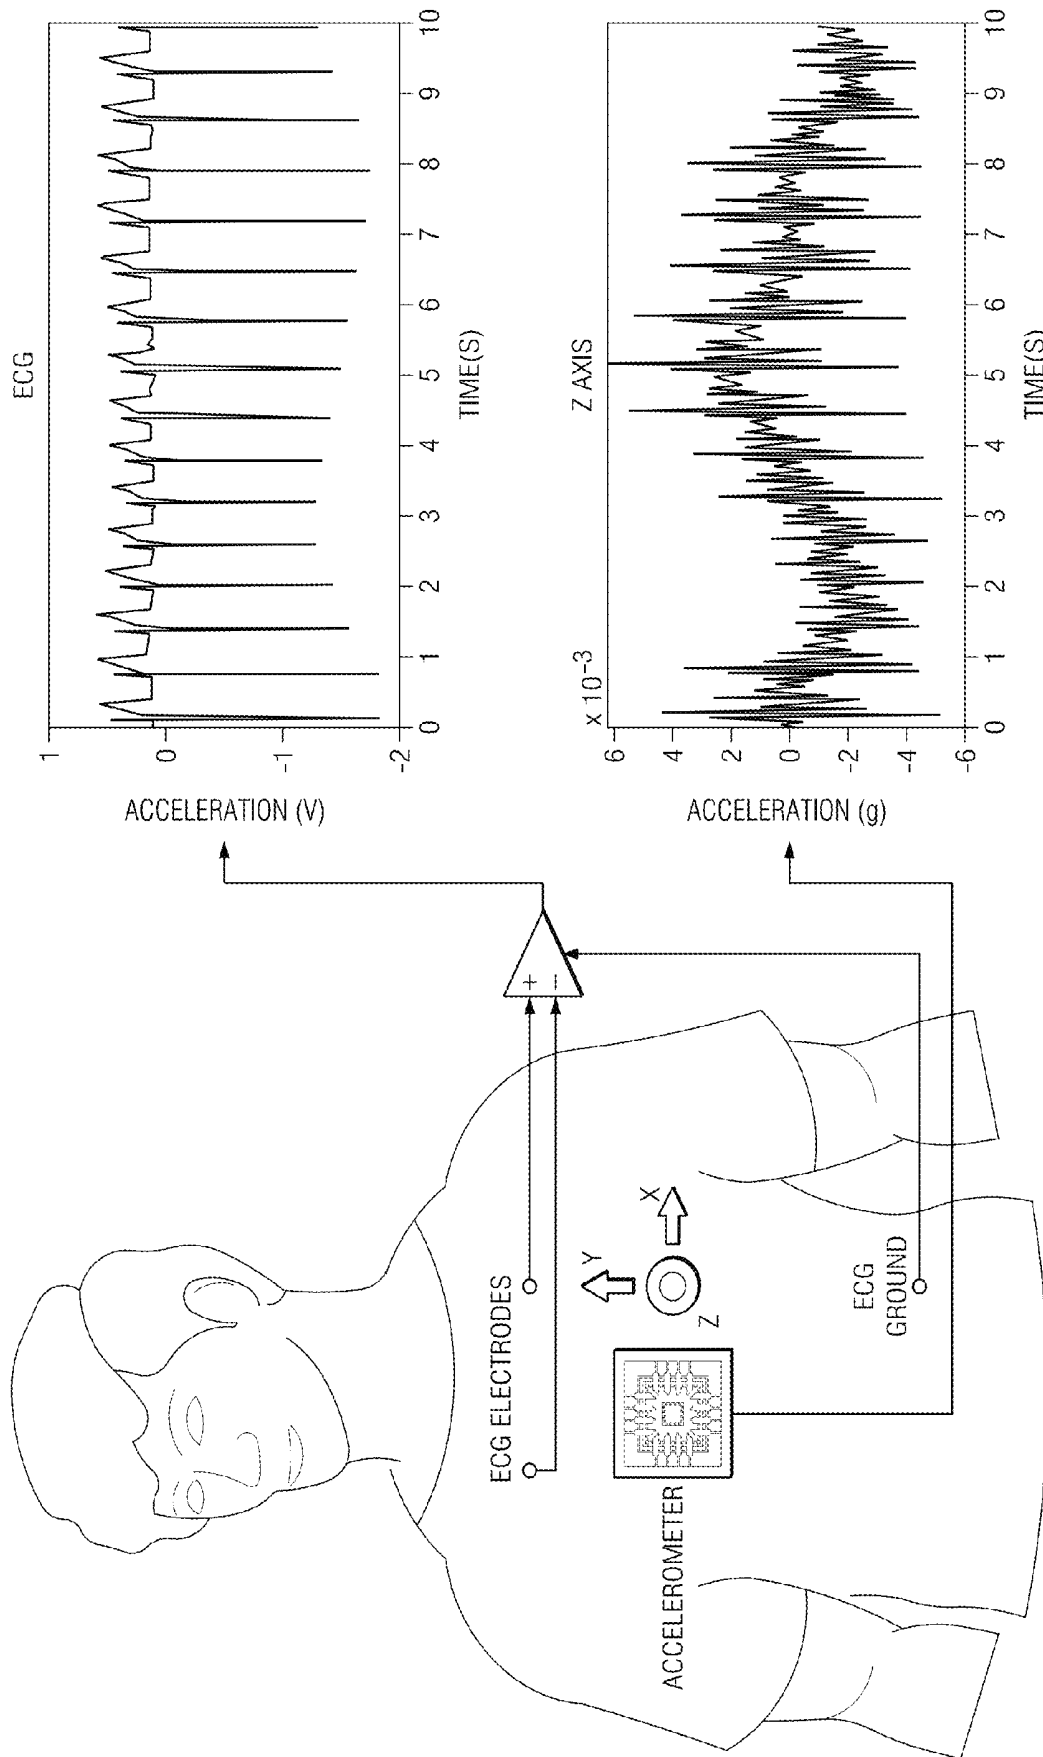 ECG
1
0
-1
-2
ACCELERATION (V)
0 1 2 3 4 5 6 7 8 9 10
TIME(S)
Z AXIS
x 10-3
6
4
2
0
-2
-4
-6
ACCELERATION (g)
0 1 2 3 4 5 6 7 8 9 10
TIME(S)
+
−
ECG ELECTRODES
Y
X
Z
ACCELEROMETER
ECG
GROUND